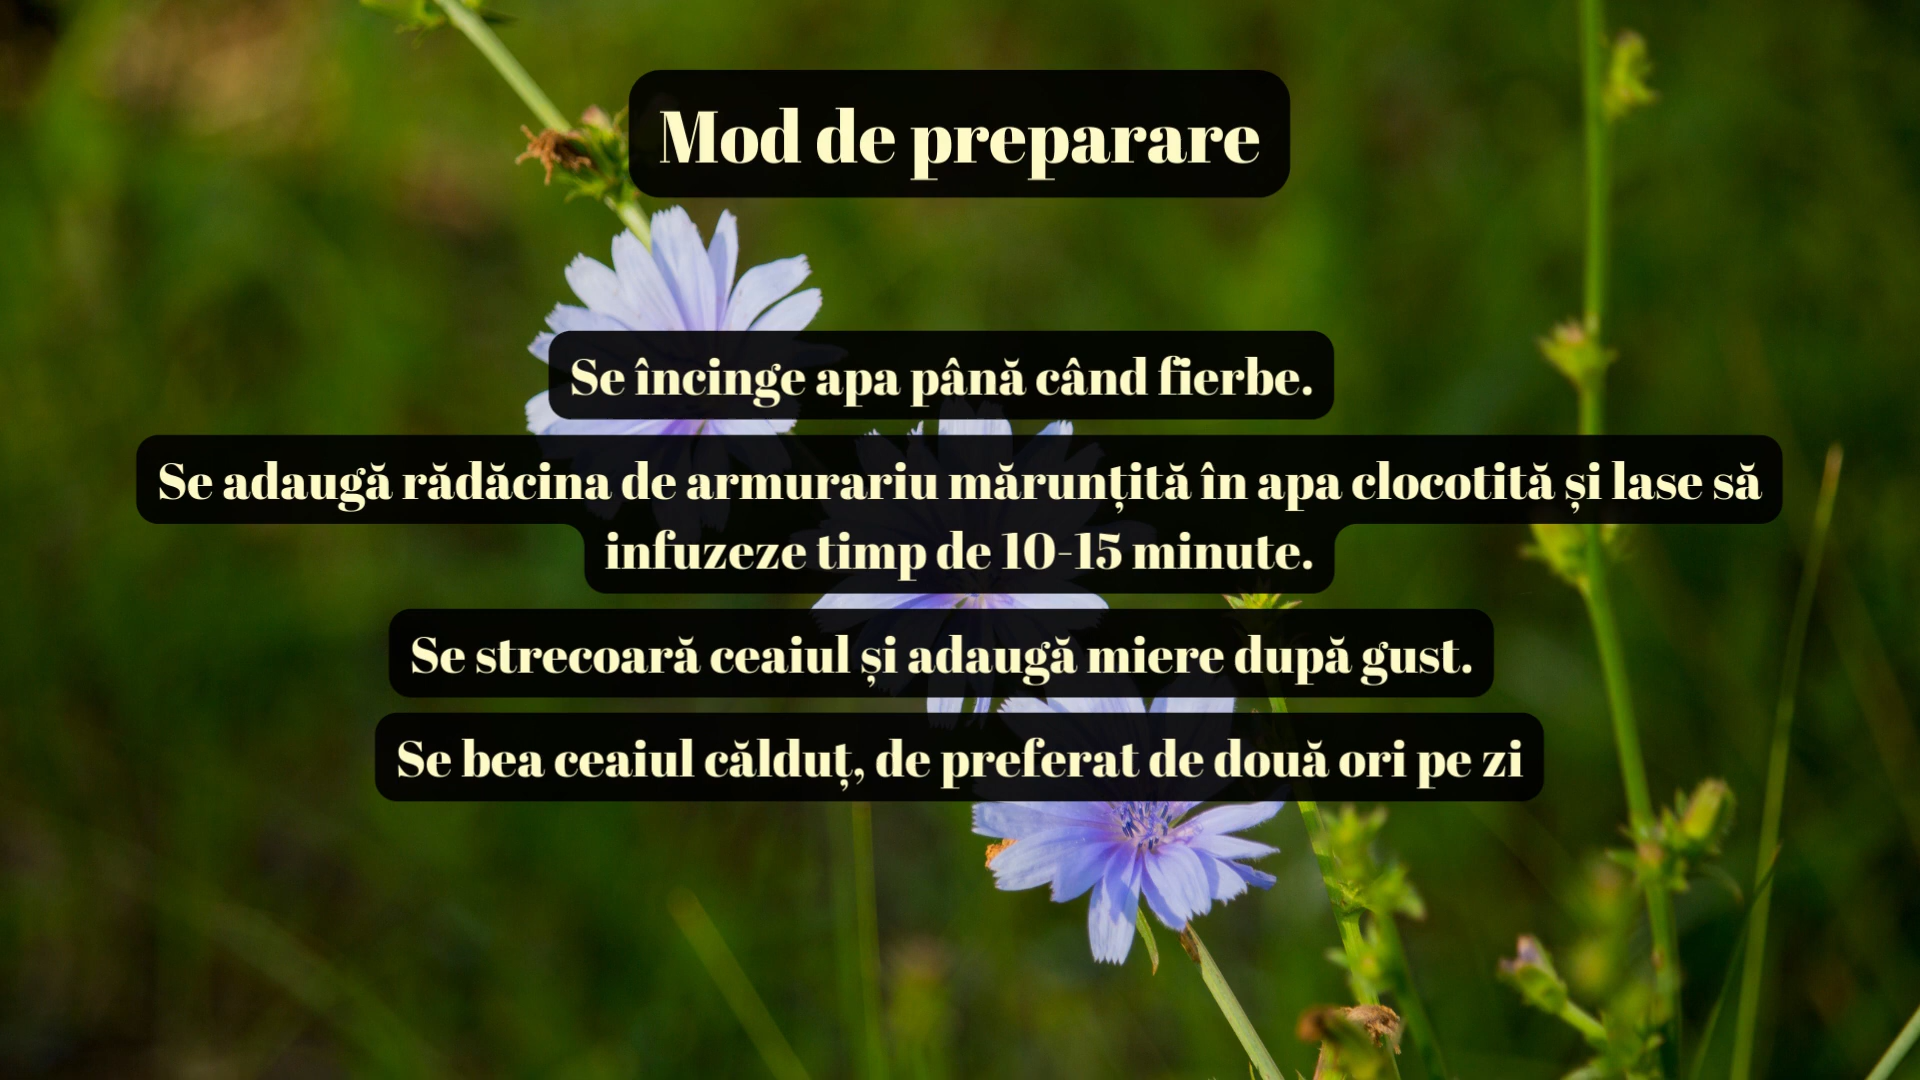 Mod de preparare
Se încinge apa până când fierbe.
Se adaugă rădăcina de armurariu mărunțită în apa clocotită și lase să
infuzeze timp de 10-15 minute.
Se strecoară ceaiul și adaugă miere după gust.
Se bea ceaiul călduț, de preferat de două ori pe zi